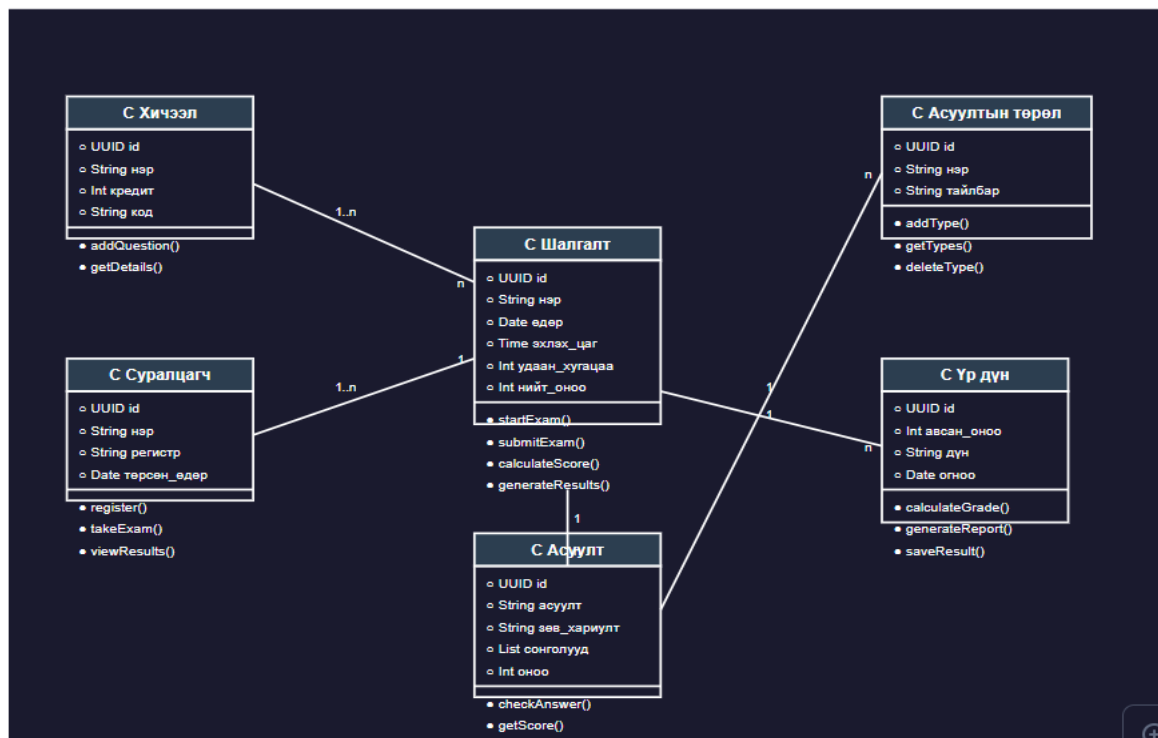 C Хичээл
○ UUID id
○ String нэр
○ Int кредит
○ String код
● addQuestion()
● getDetails()
1..n
n
C Суралцагч
○ UUID id
○ String нэр
○ String регистр
○ Date төрсөн_өдөр
● register()
● takeExam()
● viewResults()
1..n
1
C Шалгалт
○ UUID id
○ String нэр
○ Date өдөр
○ Time эхлэх_цаг
○ Int удаан_хугацаа
○ Int нийт_оноо
● startExam()
● submitExam()
● calculateScore()
● generateResults()
1
C Асуулт
○ UUID id
○ String асуулт
○ String зөв_хариулт
○ List сонголууд
○ Int оноо
● checkAnswer()
● getScore()
C Асуултын төрөл
○ UUID id
○ String нэр
○ String тайлбар
● addType()
● getTypes()
● deleteType()
n
1
1
n
C Үр дүн
○ UUID id
○ Int авсан_оноо
○ String дүн
○ Date огноо
● calculateGrade()
● generateReport()
● saveResult()